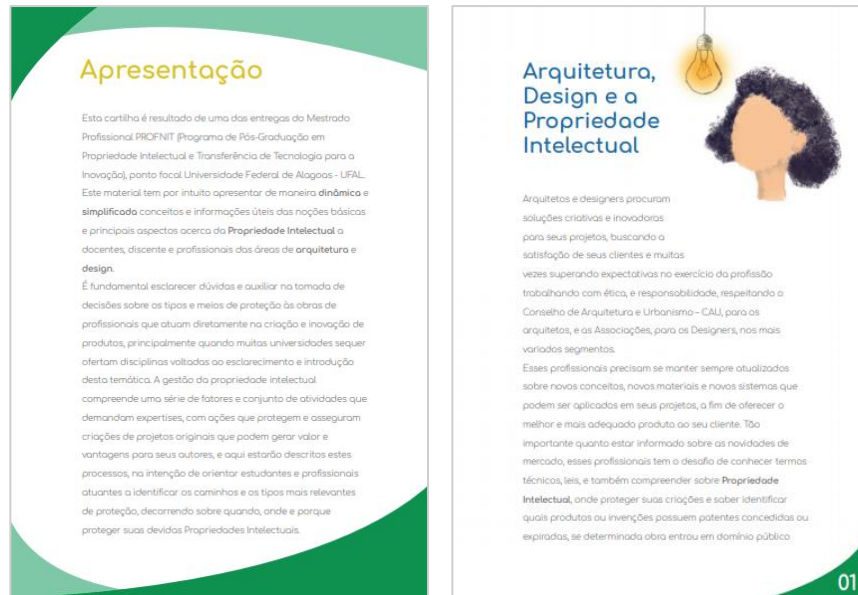 Apresentação
Esta cartilha é resultado de uma das entregas do Mestrado
Profissional PROFNIT (Programa de Pós-Graduação em
Propriedade Intelectual e Transferência de Tecnologia para a
Inovação), ponto focal Universidade Federal de Alagoas - UFAL.
Este material tem por intuito apresentar de maneira dinâmica e
simplificada conceitos e informações úteis das noções básicas
e principais aspectos acerca da Propriedade Intelectual a
docentes, discente e profissionais das áreas de arquitetura e
design.
É fundamental esclarecer dúvidas e auxiliar na tomada de
decisões sobre os tipos e meios de proteção às obras de
profissionais que atuam diretamente na criação e inovação de
produtos, principalmente quando muitas universidades sequer
ofertam disciplinas voltadas ao esclarecimento e introdução
desta temática. A gestão da propriedade intelectual
compreende uma série de fatores e conjunto de atividades que
demandam expertises, com ações que protegem e asseguram
criações de projetos originais que podem gerar valor e
vantagens para seus autores, e aqui estarão descritos estes
processos, na intenção de orientar estudantes e profissionais
atuantes a identificar os caminhos e os tipos mais relevantes
de proteção, decorrendo sobre quando, onde e porque
proteger suas devidas Propriedades Intelectuais.
Arquitetura,
Design e a
Propriedade
Intelectual
Arquitetos e designers procuram
soluções criativas e inovadoras
para seus projetos, buscando a
satisfação de seus clientes e muitas
vezes superando expectativas no exercício da profissão
trabalhando com ética, e responsabilidade, respeitando o
Conselho de Arquitetura e Urbanismo – CAU, para os
arquitetos, e as Associações, para os Designers, nos mais
variados segmentos.
Esses profissionais precisam se manter sempre atualizados
sobre novos conceitos, novos materiais e novos sistemas que
podem ser aplicados em seus projetos, a fim de oferecer o
melhor e mais adequado produto ao seu cliente. Tão
importante quanto estar informado sobre as novidades de
mercado, esses profissionais tem o desafio de conhecer termos
técnicos, leis, e também compreender sobre Propriedade
Intelectual, onde proteger suas criações e saber identificar
quais produtos ou invenções possuem patentes concedidas ou
expiradas, se determinada obra entrou em domínio público
01